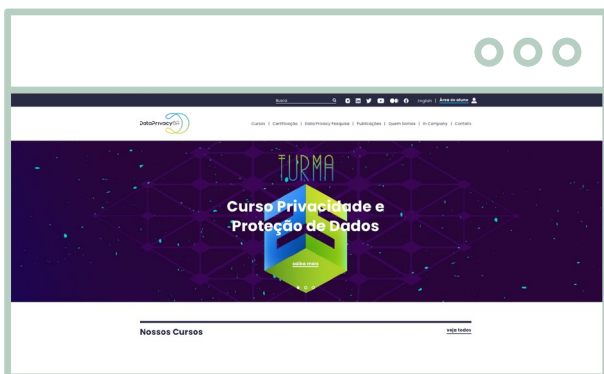 Busca
English | Área do aluno
DataPrivacyBR
Cursos | Certificação | Data Privacy Pesquisa | Publicações | Quem Somos | In Company | Contato
TURMA
25
Curso Privacidade e
Proteção de Dados
saiba mais
Nossos Cursos
veja todos